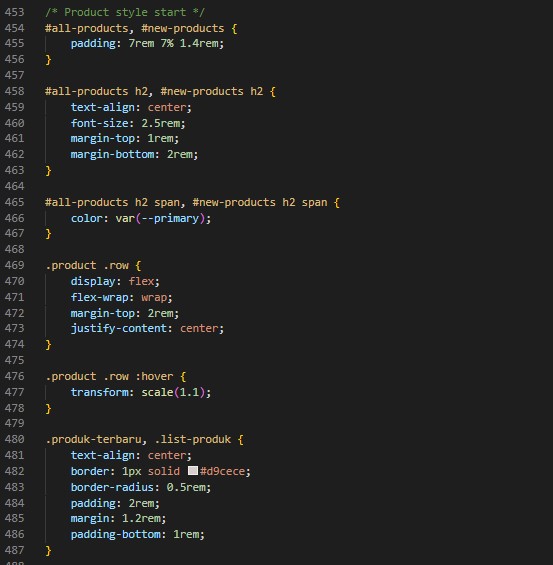 453 /* Product style start */
454 #all-products, #new-products {
455     padding: 7rem 7% 1.4rem;
456 }
457
458 #all-products h2, #new-products h2 {
459     text-align: center;
460     font-size: 2.5rem;
461     margin-top: 1rem;
462     margin-bottom: 2rem;
463 }
464
465 #all-products h2 span, #new-products h2 span {
466     color: var(--primary);
467 }
468
469 .product .row {
470     display: flex;
471     flex-wrap: wrap;
472     margin-top: 2rem;
473     justify-content: center;
474 }
475
476 .product .row :hover {
477     transform: scale(1.1);
478 }
479
480 .produk-terbaru, .list-produk {
481     text-align: center;
482     border: 1px solid #d9cece;
483     border-radius: 0.5rem;
484     padding: 2rem;
485     margin: 1.2rem;
486     padding-bottom: 1rem;
487 }